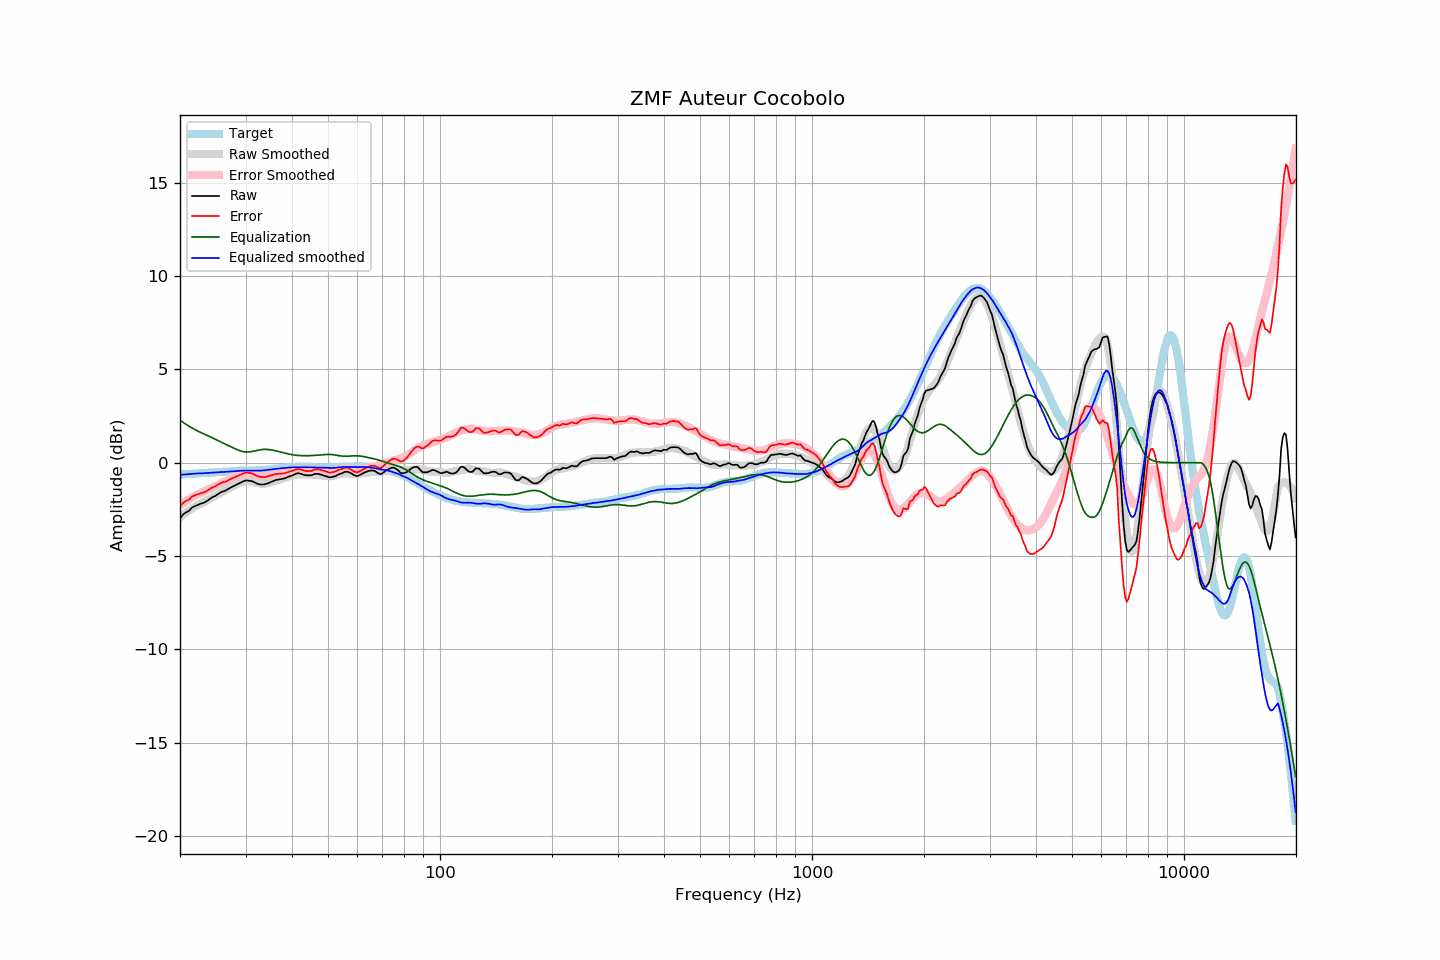 ZMF Auteur Cocobolo
Target
Raw Smoothed
Error Smoothed
Raw
Error
Equalization
Equalized smoothed
15
10
5
0
−5
−10
−15
−20
Amplitude (dBr)
100
1000
10000
Frequency (Hz)